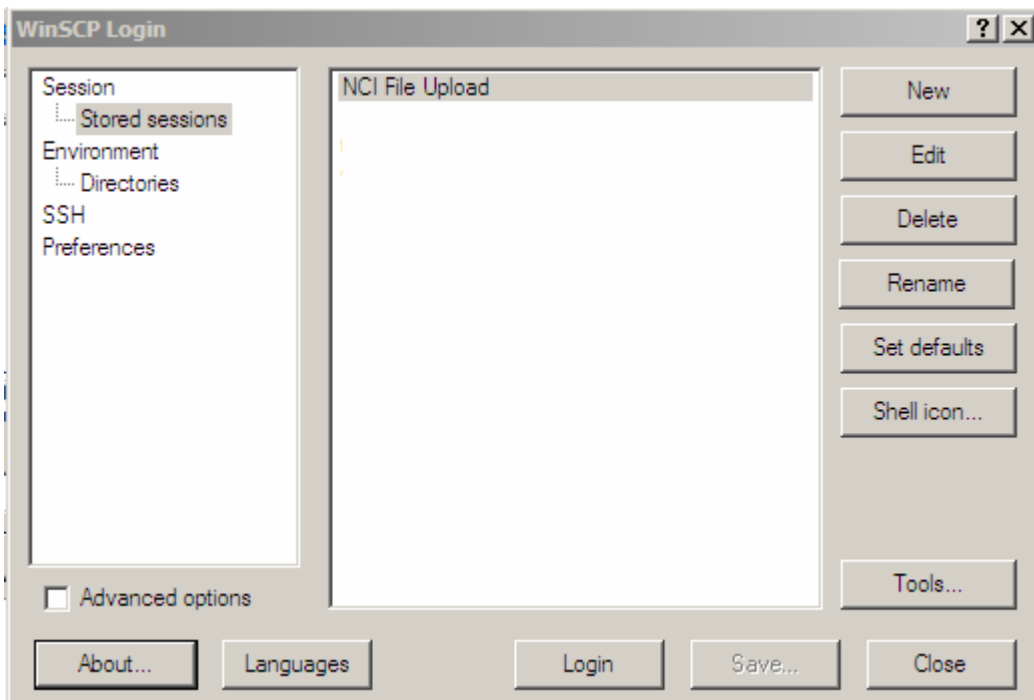 WinSCP Login
Session
Stored sessions
Environment
Directories
SSH
Preferences
Advanced options
NCI File Upload
New
Edit
Delete
Rename
Set defaults
Shell icon...
Tools...
About...
Languages
Login
Save...
Close